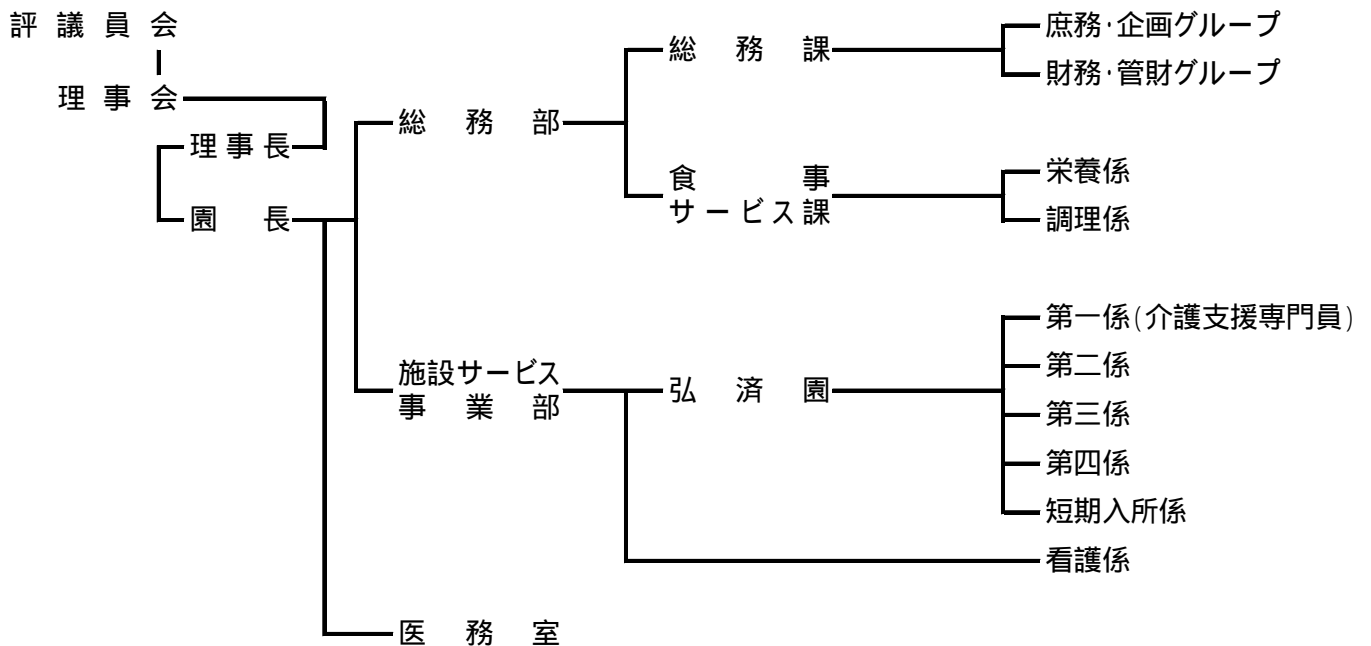 評議員会
理事会
理事長
園長
総務部
総務課
庶務・企画グループ
財務・管財グループ
食事
サービス課
栄養係
調理係
施設サービス
事業部
弘済園
第一係(介護支援専門員)
第二係
第三係
第四係
短期入所係
看護係
医務室